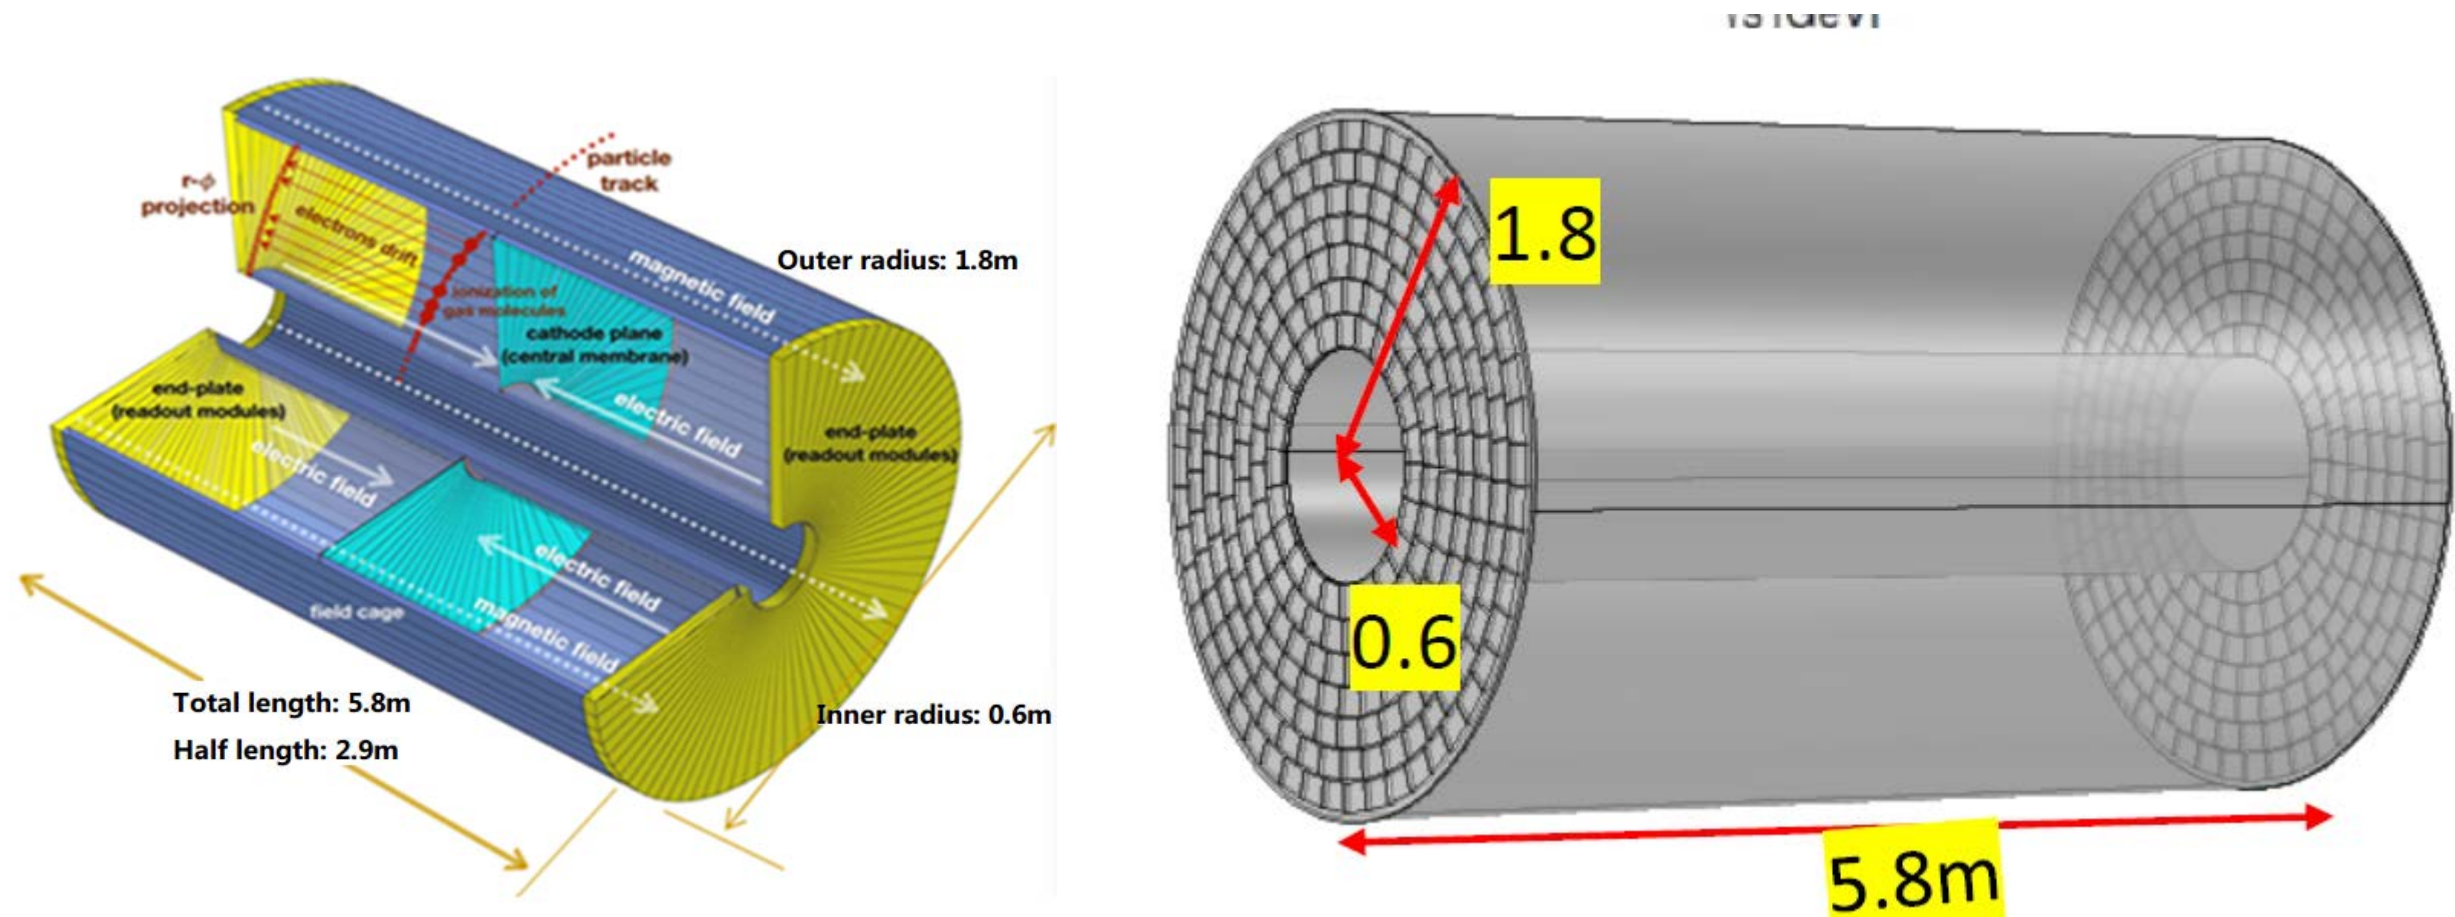 particle
track
r-ϕ
projection
electrons drift
magnetic field
Outer radius: 1.8m
ionization of
gas molecules
cathode plane
(central membrane)
end-plate
(readout modules)
electric field
end-plate
(readout modules)
electric field
electric field
magnetic field
field cage
Total length: 5.8m
Half length: 2.9m
Inner radius: 0.6m
1.8
0.6
5.8m